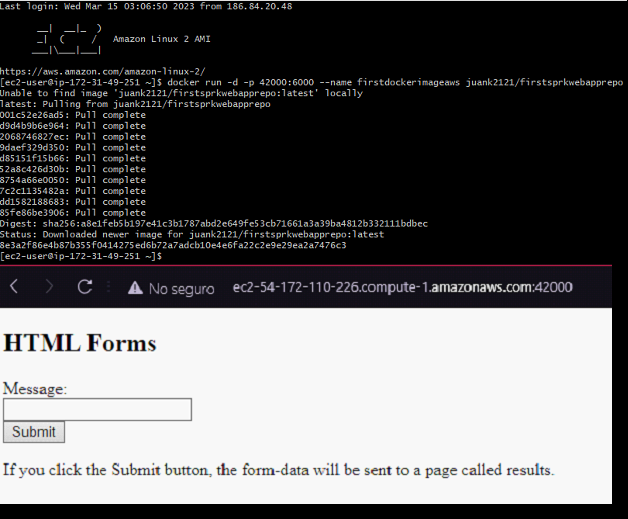 Last login: Wed Mar 15 03:06:50 2023 from 186.84.20.48
__|  __|_  )
_|  (     /   Amazon Linux 2 AMI
___|\___|___|
https://aws.amazon.com/amazon-linux-2/
[ec2-user@ip-172-31-49-251 ~]$ docker run -d -p 42000:6000 --name firstdockerimageaws juank2121/firstsprkwebapprepo
Unable to find image 'juank2121/firstsprkwebapprepo:latest' locally
latest: Pulling from juank2121/firstsprkwebapprepo
001c52e26ad5: Pull complete
d9d4b9b6e964: Pull complete
2068746827ec: Pull complete
9daef329d350: Pull complete
d85151f15b66: Pull complete
52a8c426d30b: Pull complete
8754a66e0050: Pull complete
7c2c1135482a: Pull complete
dd1582188683: Pull complete
85fe86be3906: Pull complete
Digest: sha256:a8e1feb5b197e41c3b1787abd2e649fe53cb71661a3a39ba4812b332111bdbec
Status: Downloaded newer image for juank2121/firstsprkwebapprepo:latest
8e3a2f86e4b87b355f0414275ed6b72a7adcb10e4e6fa22c2e9e29ea2a7476c3
[ec2-user@ip-172-31-49-251 ~]$
No seguro ec2-54-172-110-226.compute-1.amazonaws.com:42000
HTML Forms
Message:
Submit
If you click the Submit button, the form-data will be sent to a page called results.